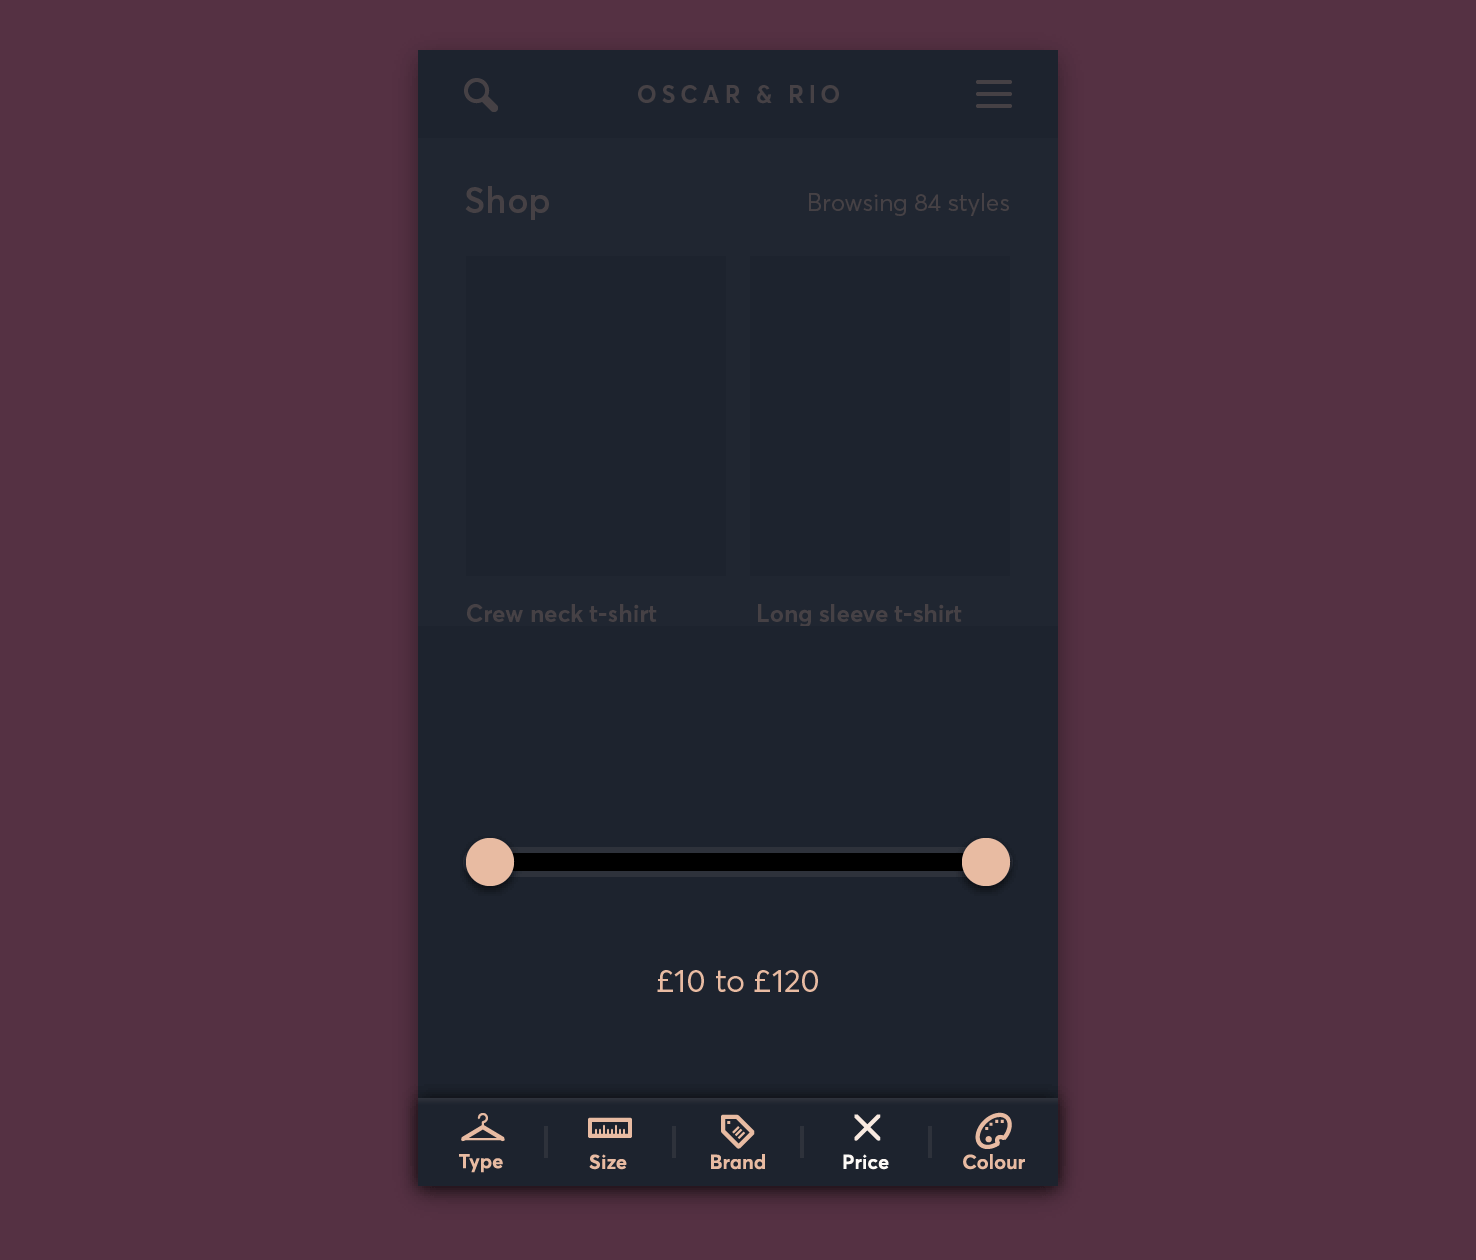 OSCAR & RIO
Shop
Browsing 84 styles
Crew neck t-shirt
Long sleeve t-shirt
£10 to £120
Type
Size
Brand
Price
Colour